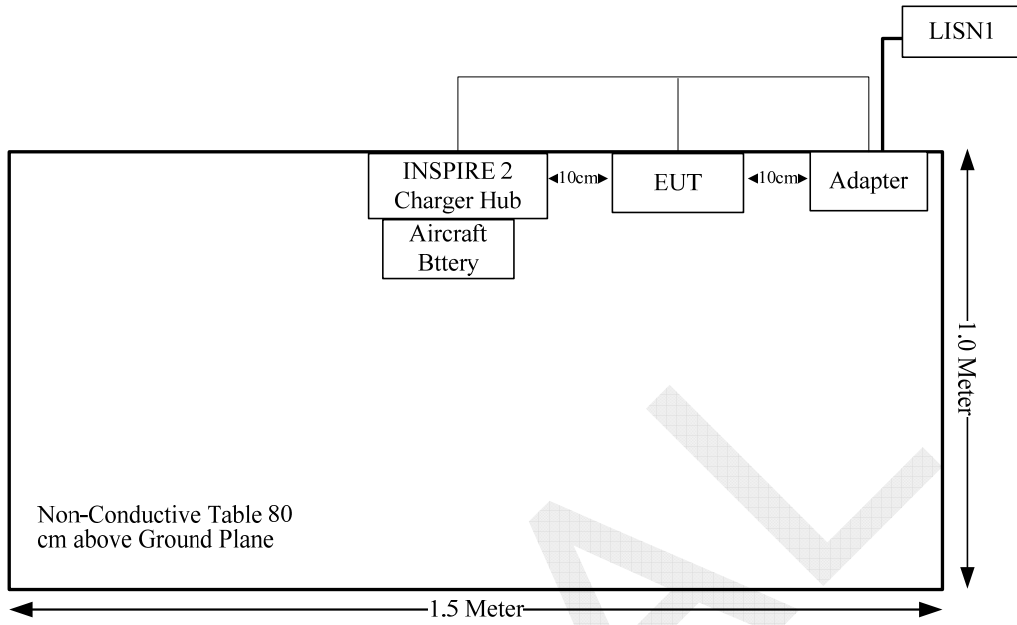 LISN1
INSPIRE 2
Charger Hub
10cm
EUT
10cm
Adapter
Aircraft
Bttery
1.0 Meter
Non-Conductive Table 80
cm above Ground Plane
1.5 Meter